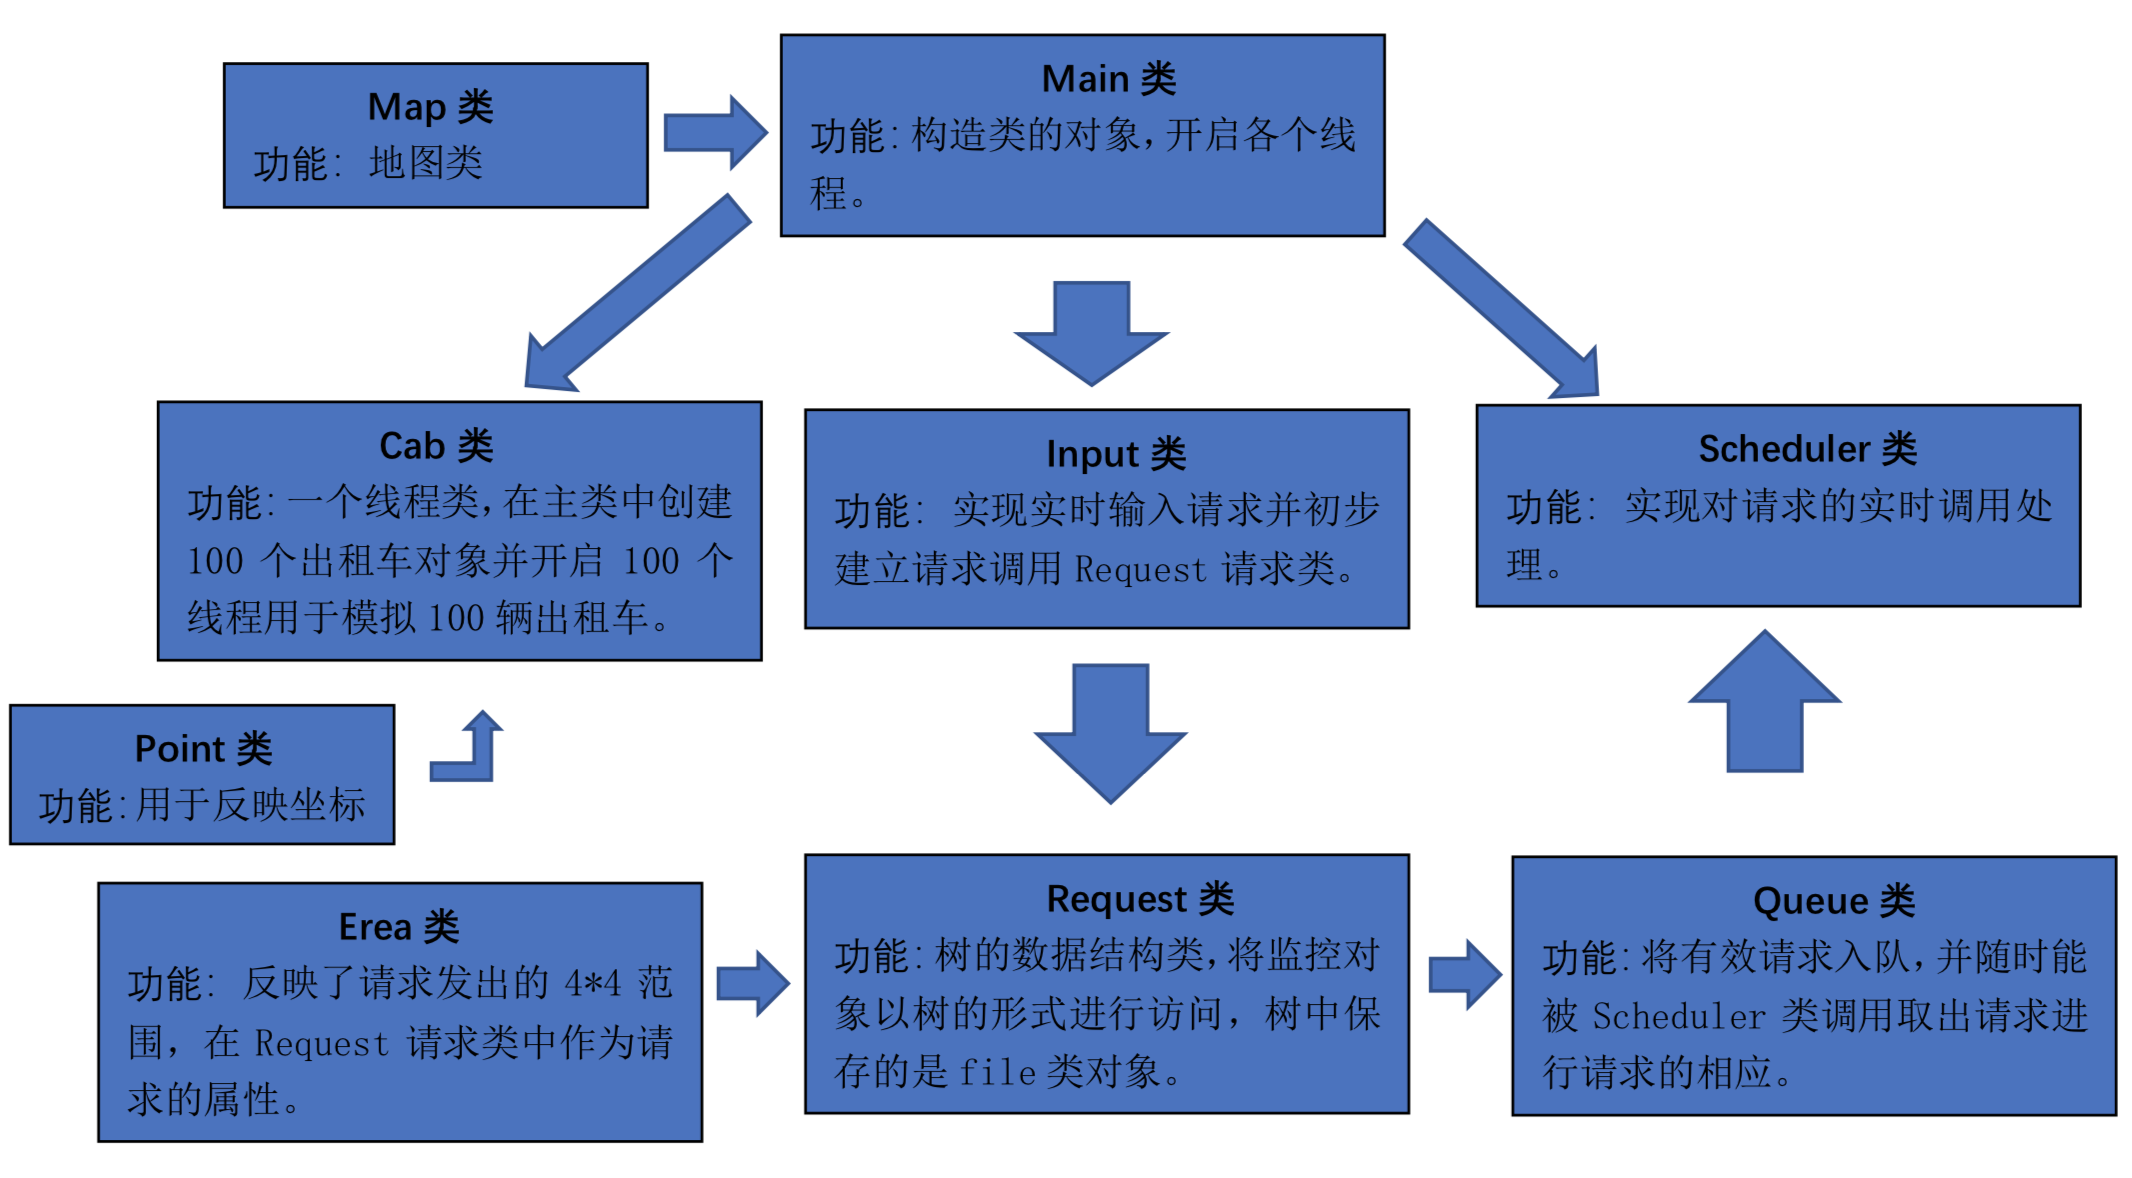 Map 类
功能: 地图类
Main 类
功能:构造类的对象,开启各个线
程。
Cab 类
功能:一个线程类,在主类中创建
100 个出租车对象并开启 100 个
线程用于模拟 100 辆出租车。
Input 类
功能: 实现实时输入请求并初步
建立请求调用 Request 请求类。
Scheduler 类
功能: 实现对请求的实时调用处
理。
Point 类
功能:用于反映坐标
Erea 类
功能: 反映了请求发出的 4*4 范
围, 在 Request 请求类中作为请
求的属性。
Request 类
功能:树的数据结构类,将监控对
象以树的形式进行访问, 树中保
存的是 file 类对象。
Queue 类
功能:将有效请求入队,并随时能
被 Scheduler 类调用取出请求进
行请求的相应。